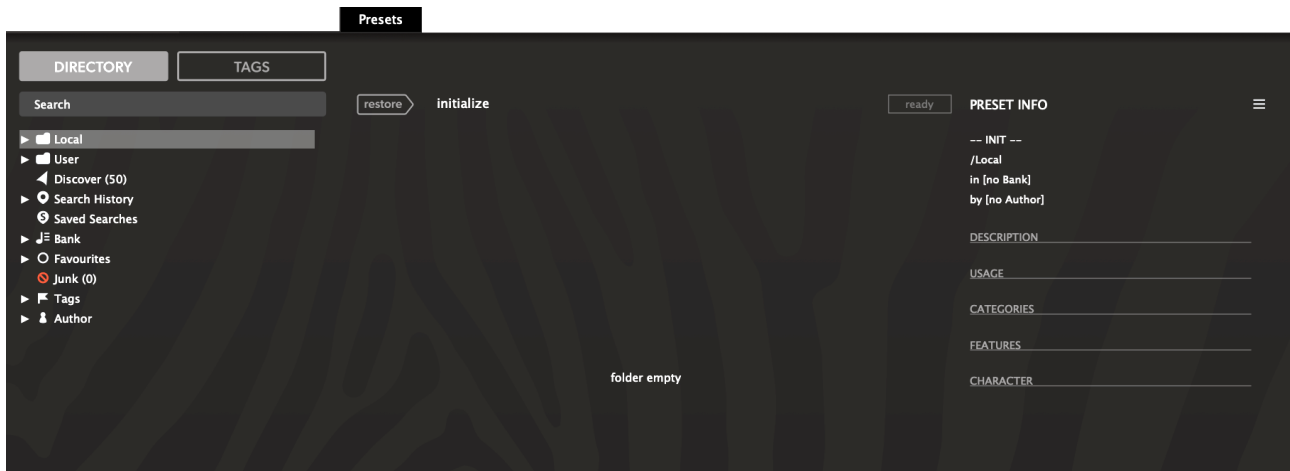 Presets
DIRECTORY
TAGS
Search
restore
initialize
ready
PRESET INFO
Local
User
Discover (50)
Search History
Saved Searches
Bank
Favourites
Junk (0)
Tags
Author
-- INIT --
/Local
in [no Bank]
by [no Author]
DESCRIPTION
USAGE
CATEGORIES
FEATURES
CHARACTER
folder empty